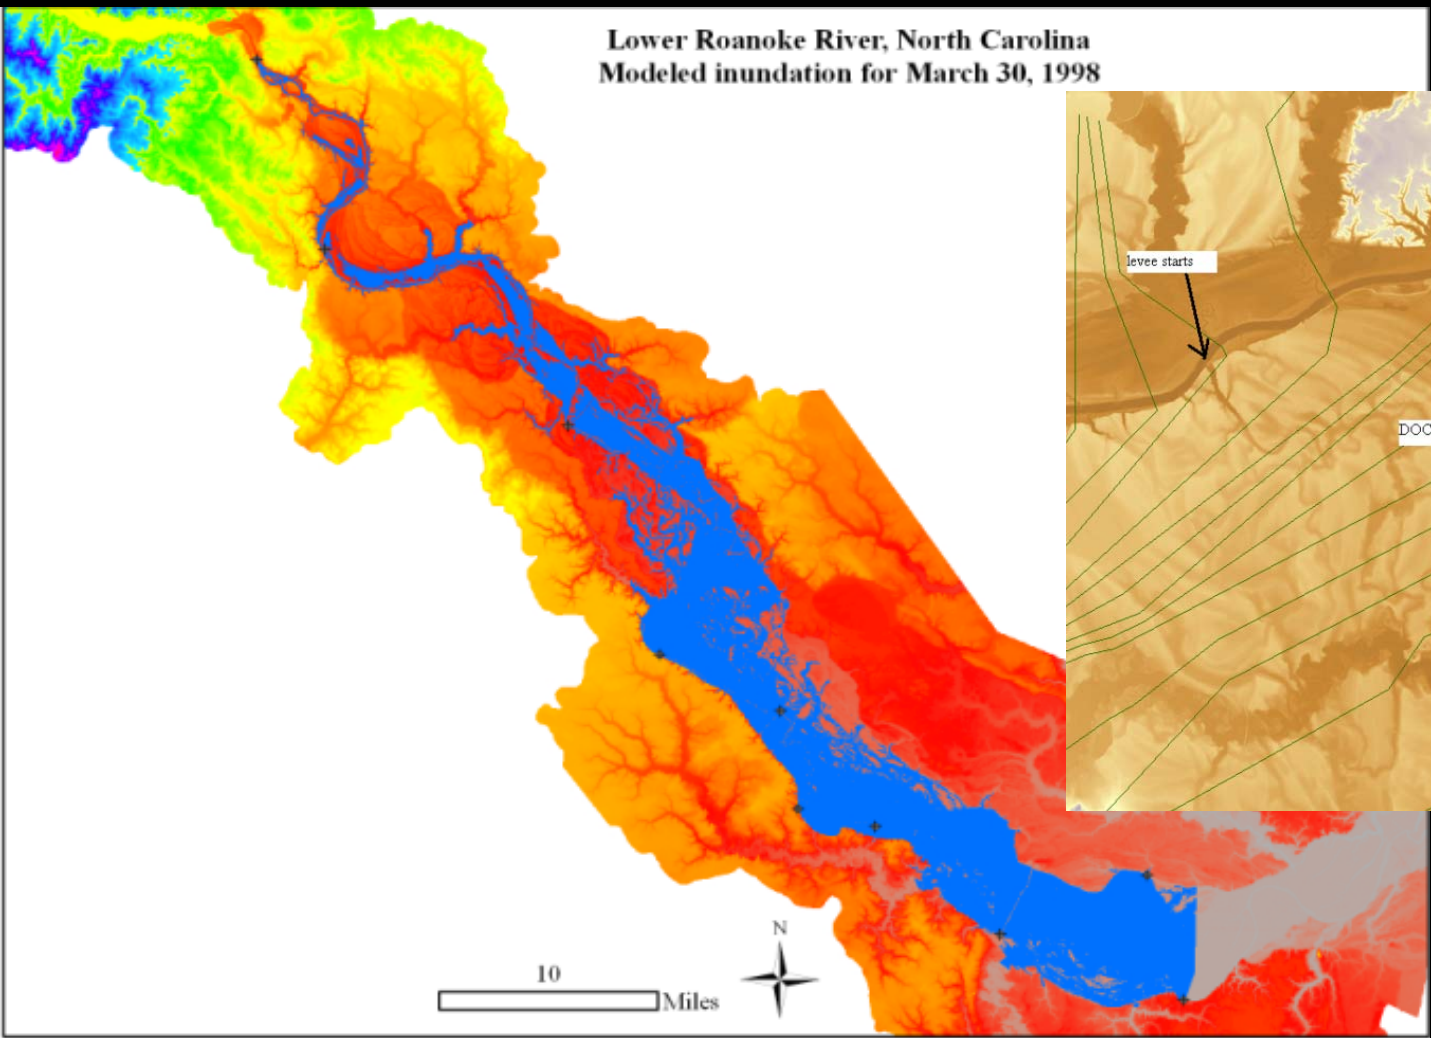 Lower Roanoke River, North Carolina
Modeled inundation for March 30, 1998
levee starts
DOC
N
10
Miles